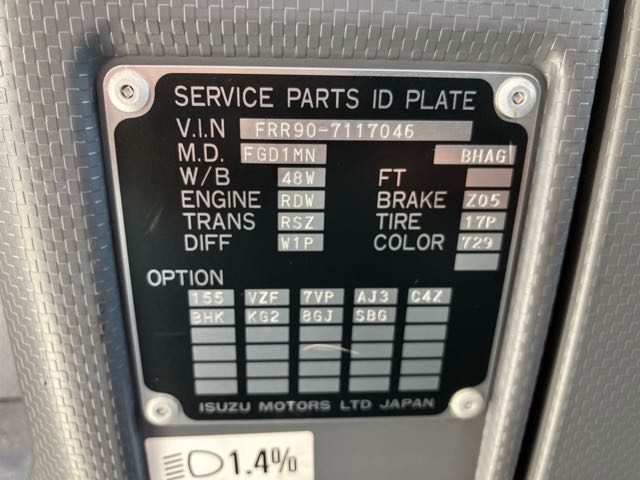 SERVICE PARTS ID PLATE
V.I.N FRR90-7117046
M.D. FGD1MN BHAG
W/B 48W FT
ENGINE RDW BRAKE Z05
TRANS RSZ TIRE 17P
DIFF W1P COLOR 729
OPTION
155 VZF 7VP AJ3 C4Z
BHK KG2 8GJ SBG
ISUZU MOTORS LTD JAPAN
1.4%